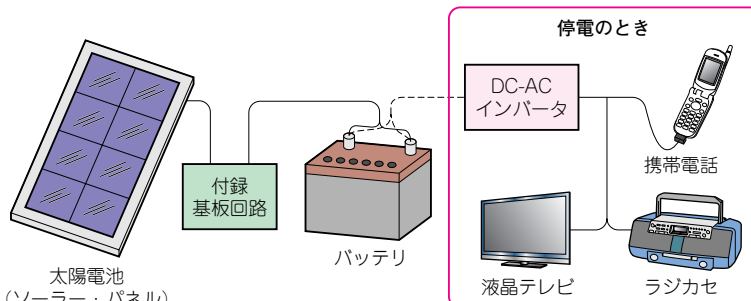 停電のとき
DC-AC
インバータ
携帯電話
付録
基板回路
バッテリ
太陽電池
(ソーラー・パネル)
液晶テレビ
ラジカセ